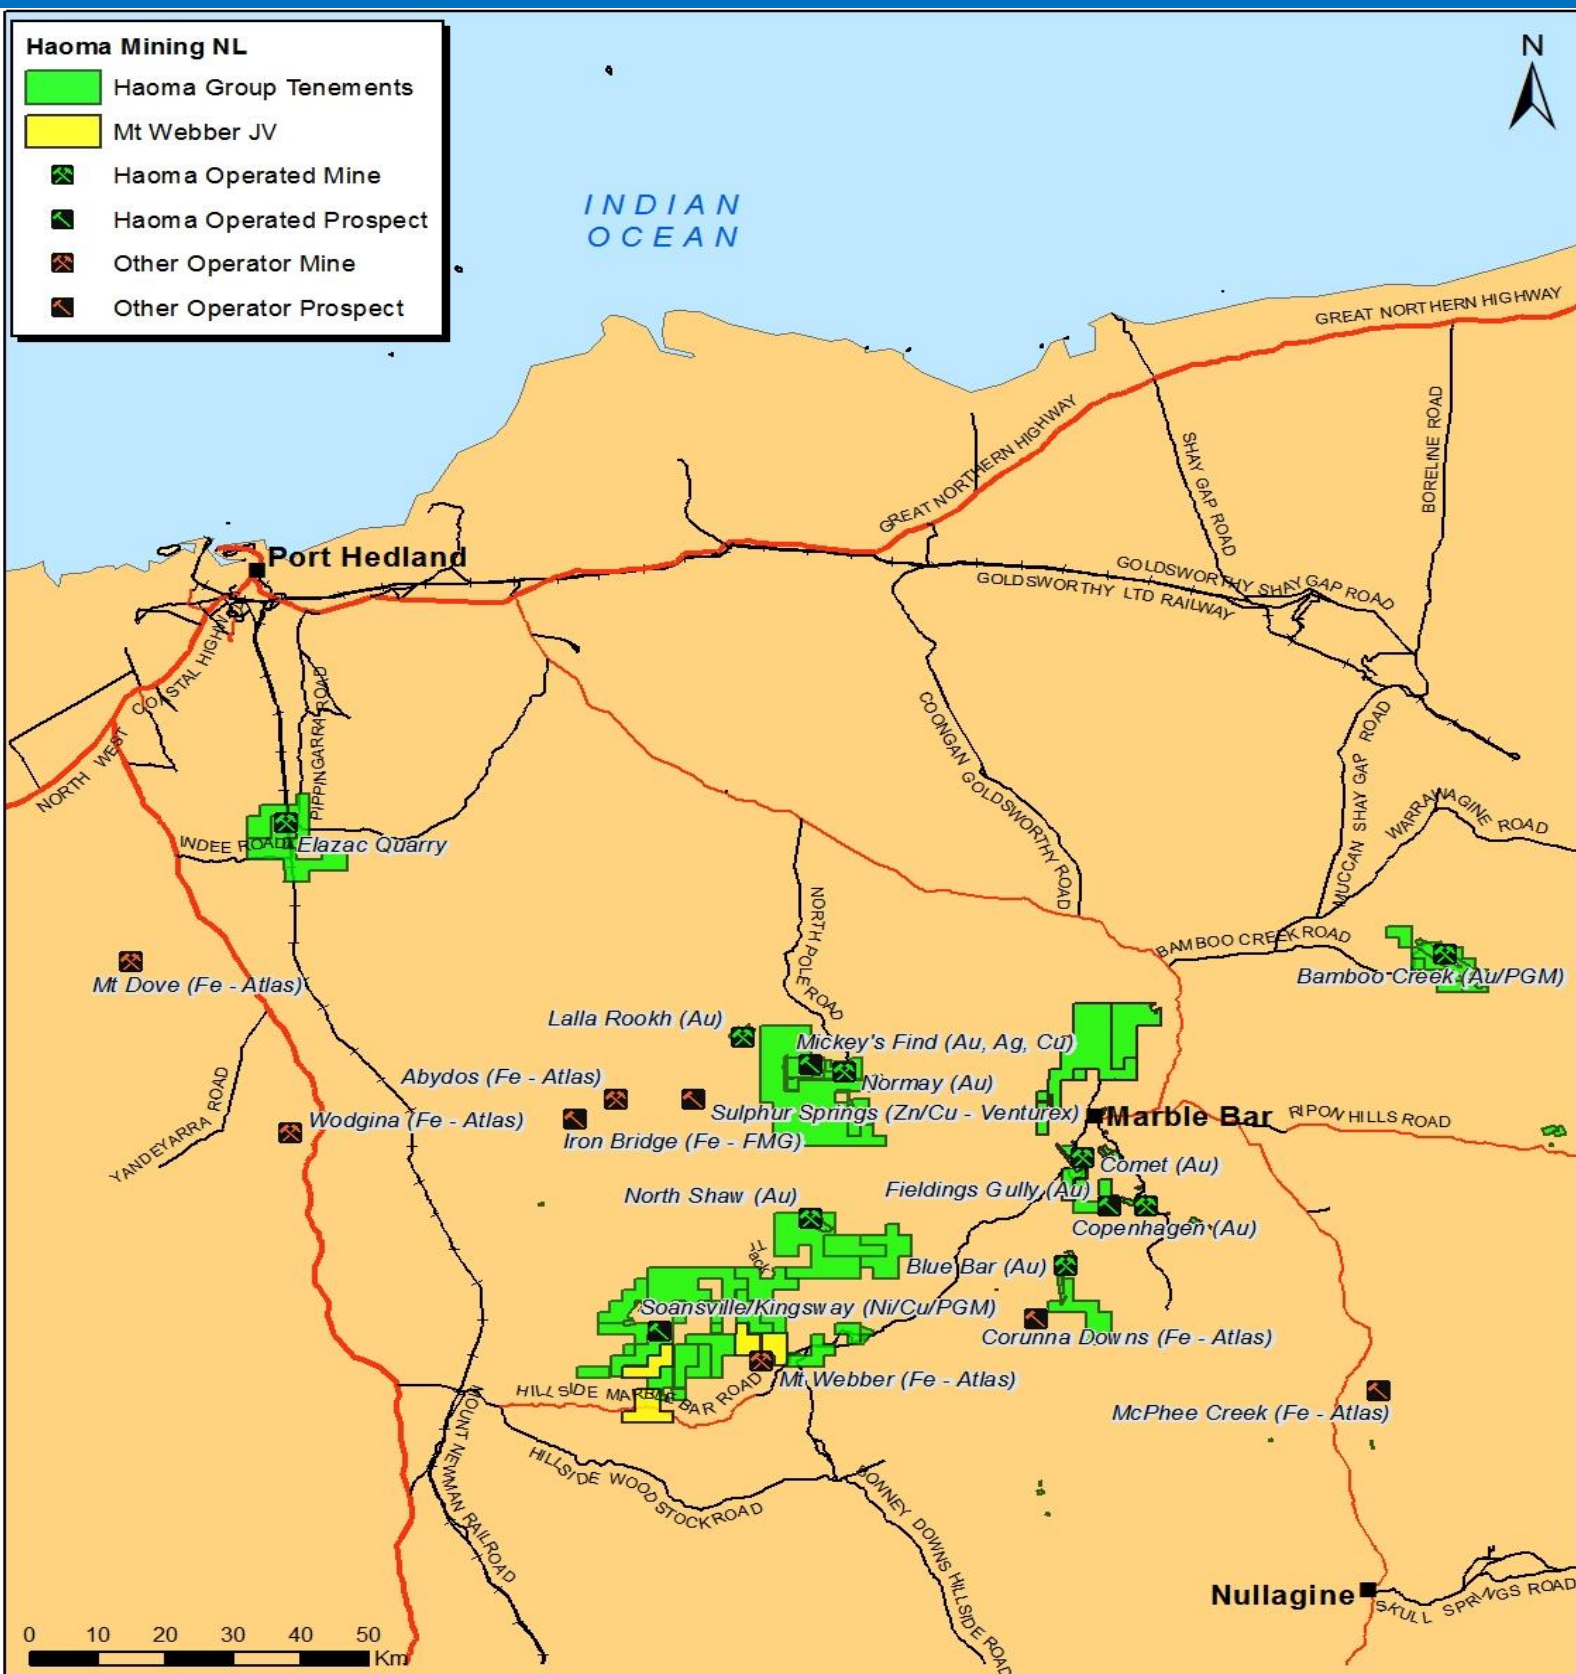 Haoma Mining NL
Haoma Group Tenements
Mt Webber JV
Haoma Operated Mine
Haoma Operated Prospect
Other Operator Mine
Other Operator Prospect
N
INDIAN
OCEAN
GREAT NORTHERN HIGHWAY
GREAT NORTHERN HIGHWAY
SHAY GAP ROAD
BORELINE ROAD
Port Hedland
GOLDSWORTHY SHAY GAP ROAD
GOLDSWORTHY LTD RAILWAY
NORTH WEST COASTAL HIGHWAY
PIPPINGARRA ROAD
COONGAN GOLDSWORTHY ROAD
MUCCAN SHAY GAP ROAD
WARRAWAGINE ROAD
INDEE ROAD
Elazac Quarry
NORTH POLE ROAD
BAMBOO CREEK ROAD
Bamboo Creek (Au/PGM)
Mt Dove (Fe - Atlas)
Lalla Rookh (Au)
Mickey's Find (Au, Ag, Cu)
Abydos (Fe - Atlas)
Normay (Au)
Sulphur Springs (Zn/Cu - Venturex)
Marble Bar
RIPON HILLS ROAD
Wodgina (Fe - Atlas)
Iron Bridge (Fe - FMG)
YANDEYARRA ROAD
Comet (Au)
Fieldings Gully (Au)
North Shaw (Au)
Copenhagen (Au)
Blue Bar (Au)
Soansville/Kingsway (Ni/Cu/PGM)
Corunna Downs (Fe - Atlas)
Mt Webber (Fe - Atlas)
HILLSIDE MARBLE BAR ROAD
McPhee Creek (Fe - Atlas)
MOUNT NEWMAN RAILROAD
HILLSIDE WOODSTOCK ROAD
BONNEY DOWNS HILLSIDE ROAD
Nullagine
SKULL SPRINGS ROAD
0 10 20 30 40 50
Km